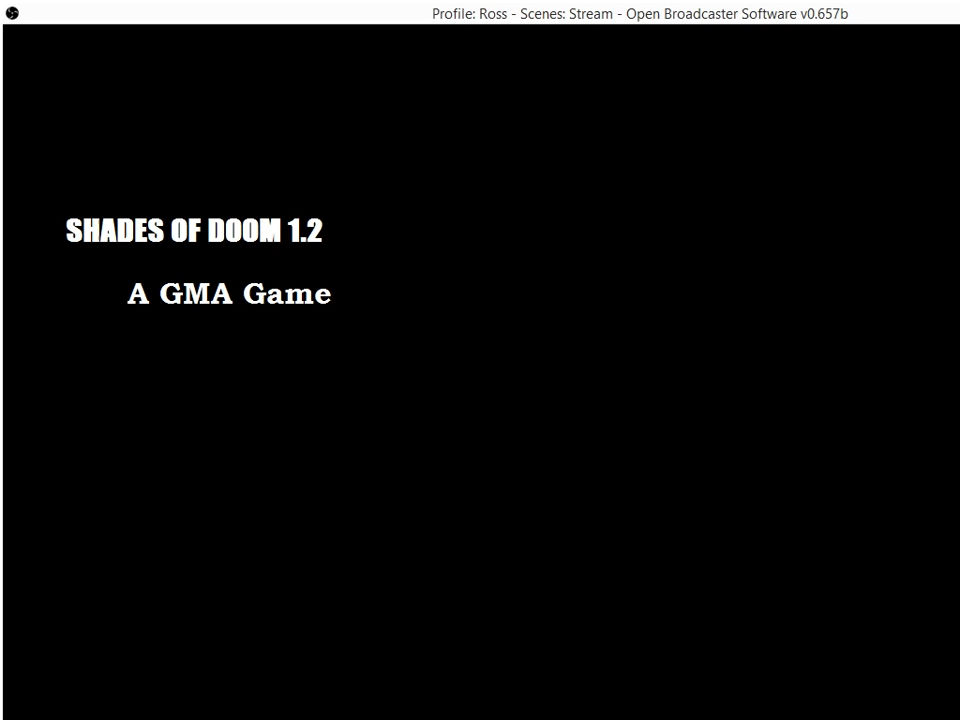 Profile: Ross - Scenes: Stream - Open Broadcaster Software v0.657b
SHADES OF DOOM 1.2
A GMA Game